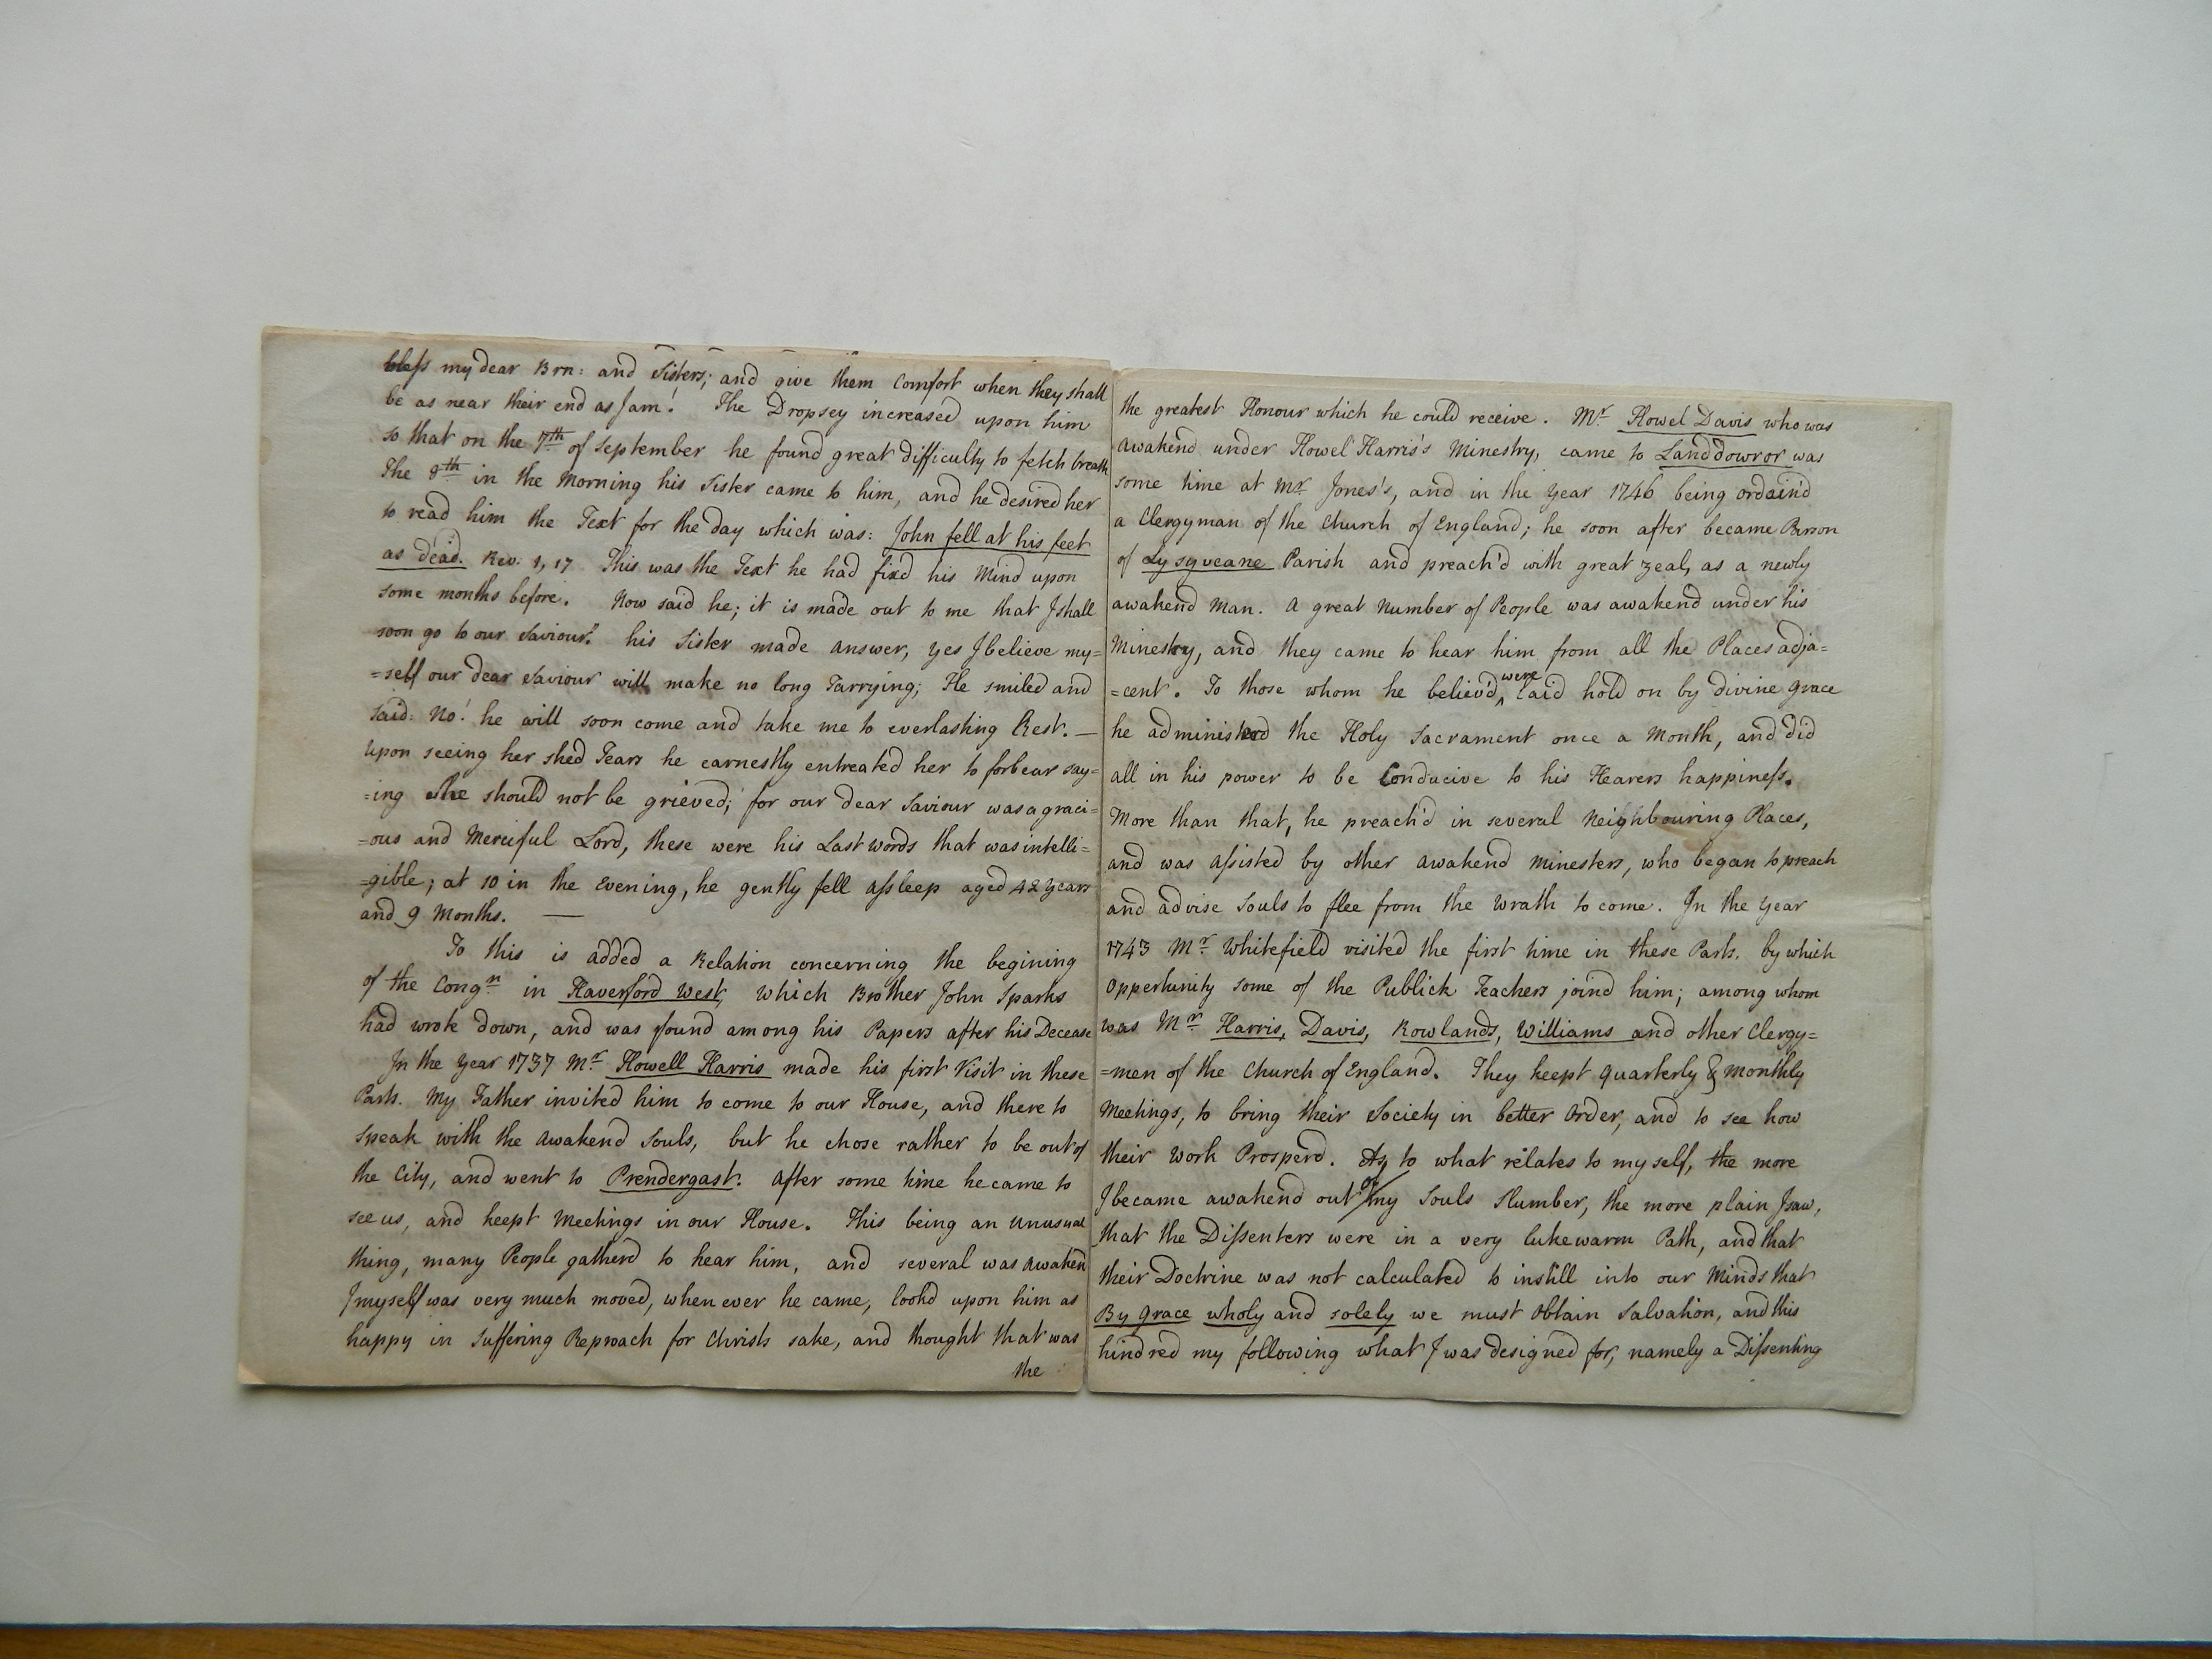 bless my dear Brn: and Sisters; and give them Comfort when they shall
be as near their end as I am! The Dropsey increased upon him
so that on the 7th of September he found great difficulty to fetch breath
The 8th in the Morning his Sister came to him, and he desired her
to read him the Text for the day which was: John fell at his feet
as dead. Rev: 1, 17. This was the Text he had fixd his Mind upon
some months before. Now said he; it is made out to me that I shall
soon go to our Saviour." his Sister made answer, yes I believe my=
=self our dear Saviour will make no long Tarrying; He smiled and
said: No! he will soon come and take me to everlasting Rest. —
Upon seeing her shed Tears he earnestly entreated her to forbear say=
=ing She should not be grieved; for our dear Saviour was a graci=
=ous and Merciful Lord, these were his Last words that was intelli=
=gible; at 10 in the Evening, he gently fell assleep aged 42 years
and 9 Months. —
To this is added a Relation concerning the begining
of the Congn in Haverford West, which Brother John Sparks
had wrote down, and was found among his Papers after his Decease
In the Year 1737 Mr Howell Harris made his first Visit in these
Parts. My Father invited him to come to our House, and there to
speak with the awakend Souls, but he chose rather to be out of
the City, and went to Prendergast. After some time he came to
see us, and keept Meetings in our House. This being an unusual
thing, many People gatherd to hear him, and several was awaken
I myself was very much moved, when ever he came, lookd upon him as
happy in suffering Reproach for Christs sake, and thought that was
the
the greatest Honour which he could receive. Mr Howel Davis who was
awakend under Howel Harris's Minestry, came to Landdowror was
some time at Mr Jones's, and in the Year 1746 being ordain'd
a Clergyman of the Church of England; he soon after became Parson
of Lysyveane Parish and preach'd with great zeal, as a newly
awakend Man. A great Number of People was awakend under his
Minestry, and they came to hear him from all the Places adja=
=cent. To those whom he believ'd were laid hold on by divine Grace
he administerd the Holy Sacrament once a Month, and did
all in his power to be Conducive to his Hearers happiness.
More than that, he preach'd in several Neighbouring Places,
and was assisted by other awakend Minesters, who began to preach
and advise Souls to flee from the Wrath to come. In the Year
1743 Mr Whitefield visited the first time in these Parts. by which
Oppertunity some of the Publick Teachers joind him; among whom
was Mr Harris, Davis, Rowlands, Williams and other Clergy=
=men of the Church of England. They keept Quarterly & Monthly
Meetings, to bring their Society in better Order, and to see how
their Work Prosperd. As to what relates to my self, the more
I became awakend out of my Souls Slumber, the more plain I saw,
that the Dissenters were in a very lukewarm Path, and that
their Doctrine was not calculated to instill into our Minds that
By Grace wholy and solely we must Obtain Salvation, and this
hindred my following what I was designed for, namely a Dissenting